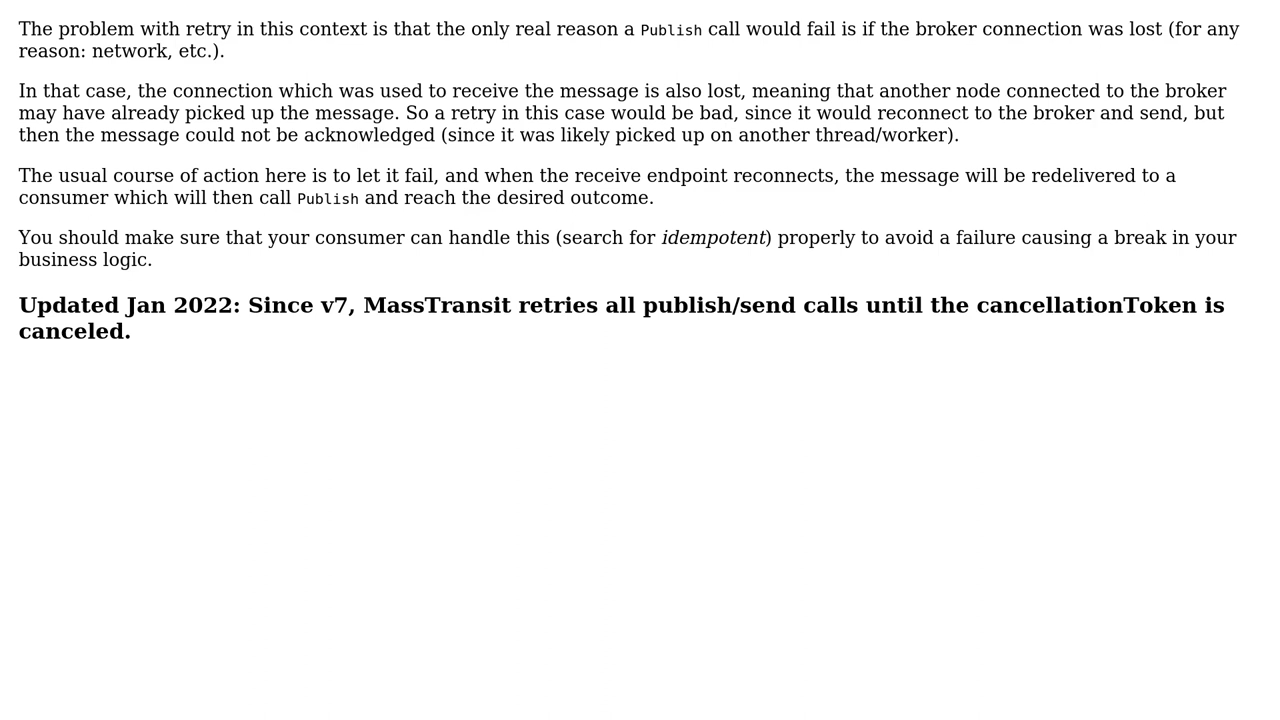 The problem with retry in this context is that the only real reason a Publish call would fail is if the broker connection was lost (for any
reason: network, etc.).
In that case, the connection which was used to receive the message is also lost, meaning that another node connected to the broker
may have already picked up the message. So a retry in this case would be bad, since it would reconnect to the broker and send, but
then the message could not be acknowledged (since it was likely picked up on another thread/worker).
The usual course of action here is to let it fail, and when the receive endpoint reconnects, the message will be redelivered to a
consumer which will then call Publish and reach the desired outcome.
You should make sure that your consumer can handle this (search for idempotent) properly to avoid a failure causing a break in your
business logic.
Updated Jan 2022: Since v7, MassTransit retries all publish/send calls until the cancellationToken is
canceled.